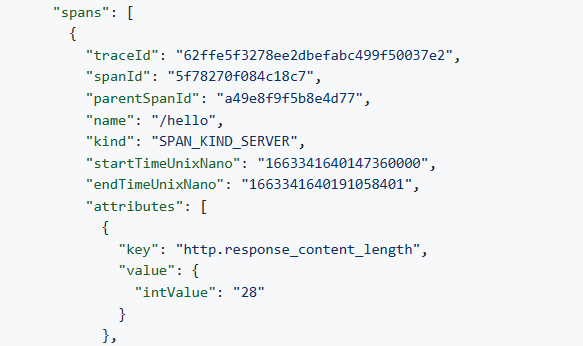 "spans": [
{
"traceId": "62ffe5f3278ee2dbefabc499f50037e2",
"spanId": "5f78270f084c18c7",
"parentSpanId": "a49e8f9f5b8e4d77",
"name": "/hello",
"kind": "SPAN_KIND_SERVER",
"startTimeUnixNano": "1663341640147360000",
"endTimeUnixNano": "1663341640191058401",
"attributes": [
{
"key": "http.response_content_length",
"value": {
"intValue": "28"
}
},